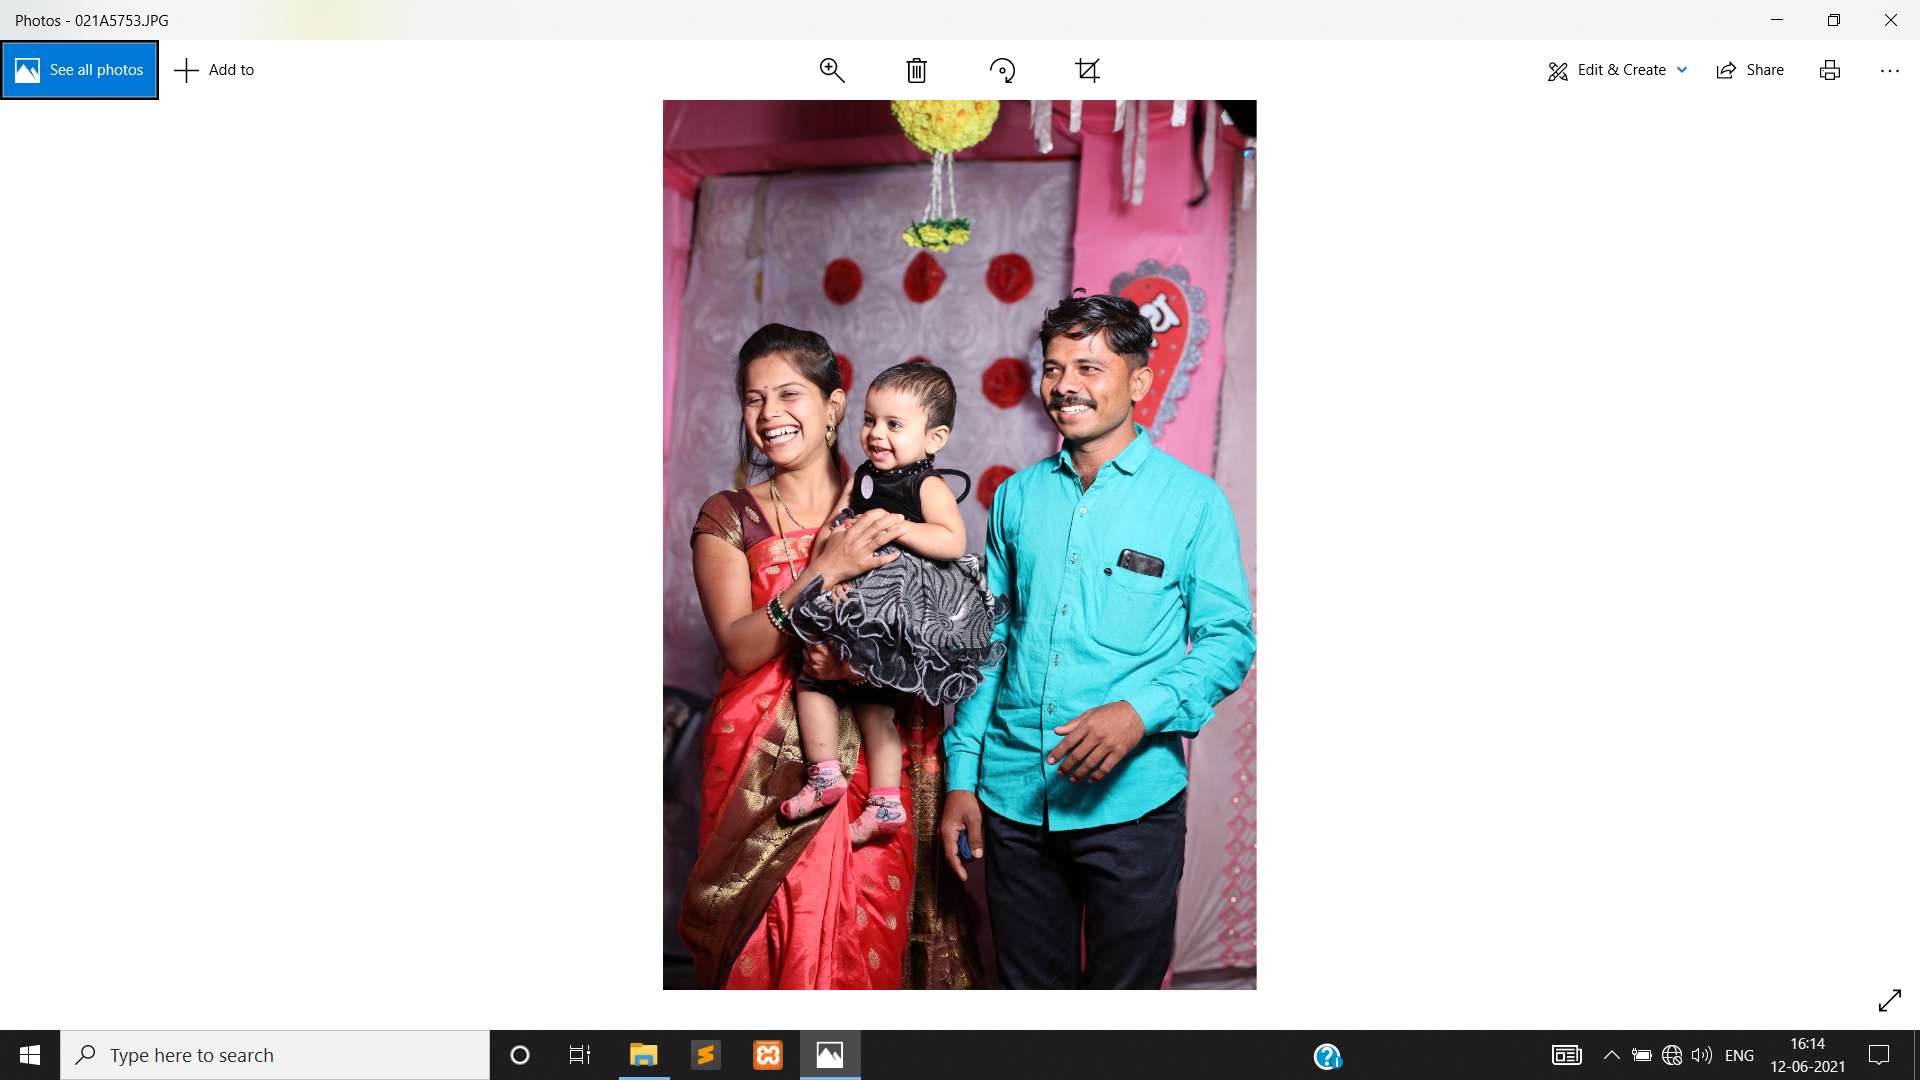 Photos - 021A5753.JPG
See all photos
Add to
Edit & Create
Share
Type here to search
ENG
16:14
12-06-2021